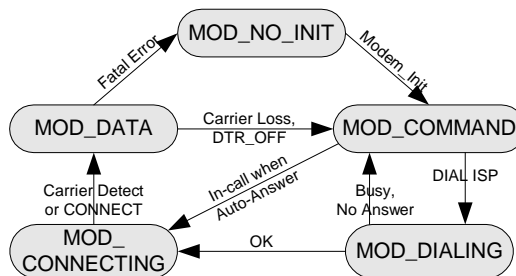 MOD_NO_INIT
Fatal Error
Modem_Init
MOD_DATA
Carrier Loss,
DTR_OFF
MOD_COMMAND
Carrier Detect
or CONNECT
In-call when
Auto-Answer
Busy,
No Answer
DIAL ISP
MOD_
CONNECTING
OK
MOD_DIALING